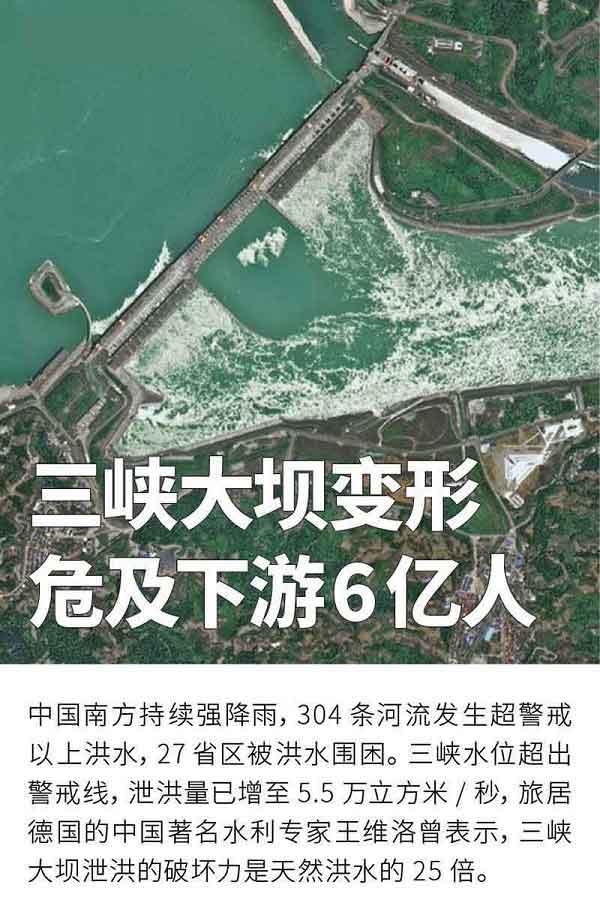 三峡大坝变形
危及下游6亿人
中国南方持续强降雨，304 条河流发生超警戒
以上洪水，27 省区被洪水围困。三峡水位超出
警戒线，泄洪量已增至 5.5 万立方米 / 秒，旅居
德国的中国著名水利专家王维洛曾表示，三峡
大坝泄洪的破坏力是天然洪水的 25 倍。